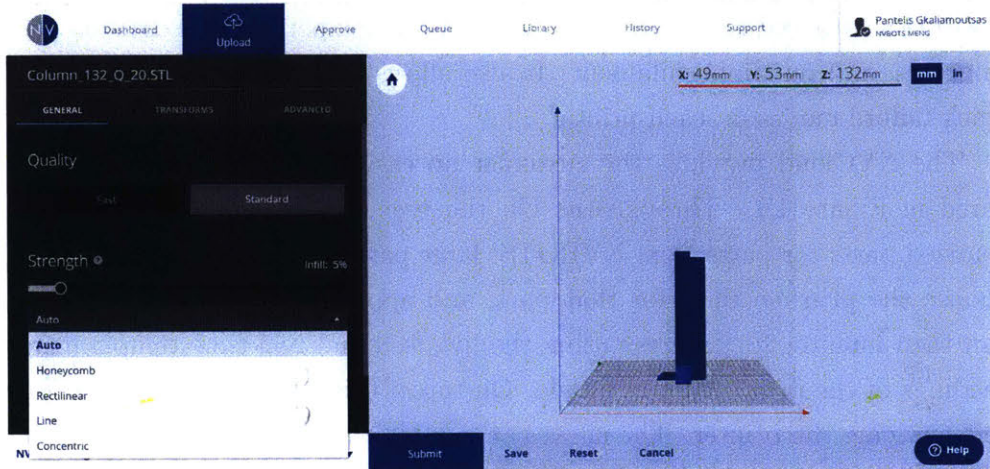 NV Dashboard Upload Approve Queue Library History Support Pantelis Gkaliamoutsas
NVBOTS MENG
Column_132_Q_20.STL
X: 49mm Y: 53mm Z: 132mm mm in
GENERAL TRANSFORMS ADVANCED
Quality
Fast Standard
Strength Infill: 5%
Auto
Auto
Honeycomb
Rectilinear
Line
Concentric
NV
Submit Save Reset Cancel Help